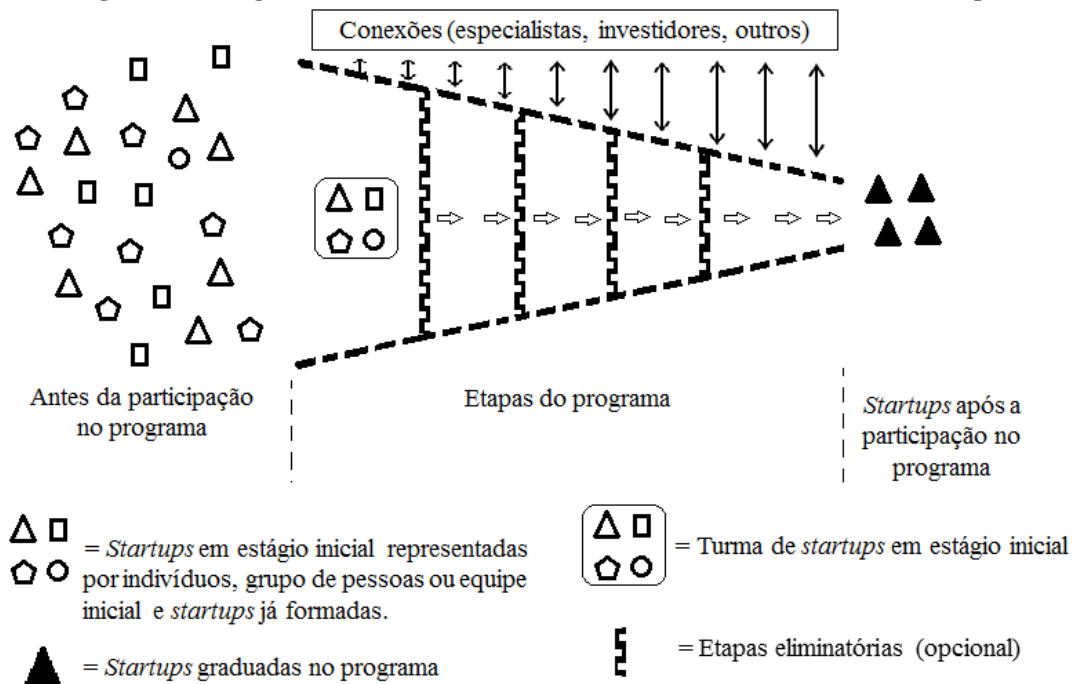 Conexões (especialistas, investidores, outros)
Antes da participação
no programa
Etapas do programa
Startups após a
participação no
programa
= Startups em estágio inicial representadas
por indivíduos, grupo de pessoas ou equipe
inicial e startups já formadas.
= Turma de startups em estágio inicial
= Startups graduadas no programa
= Etapas eliminatórias (opcional)